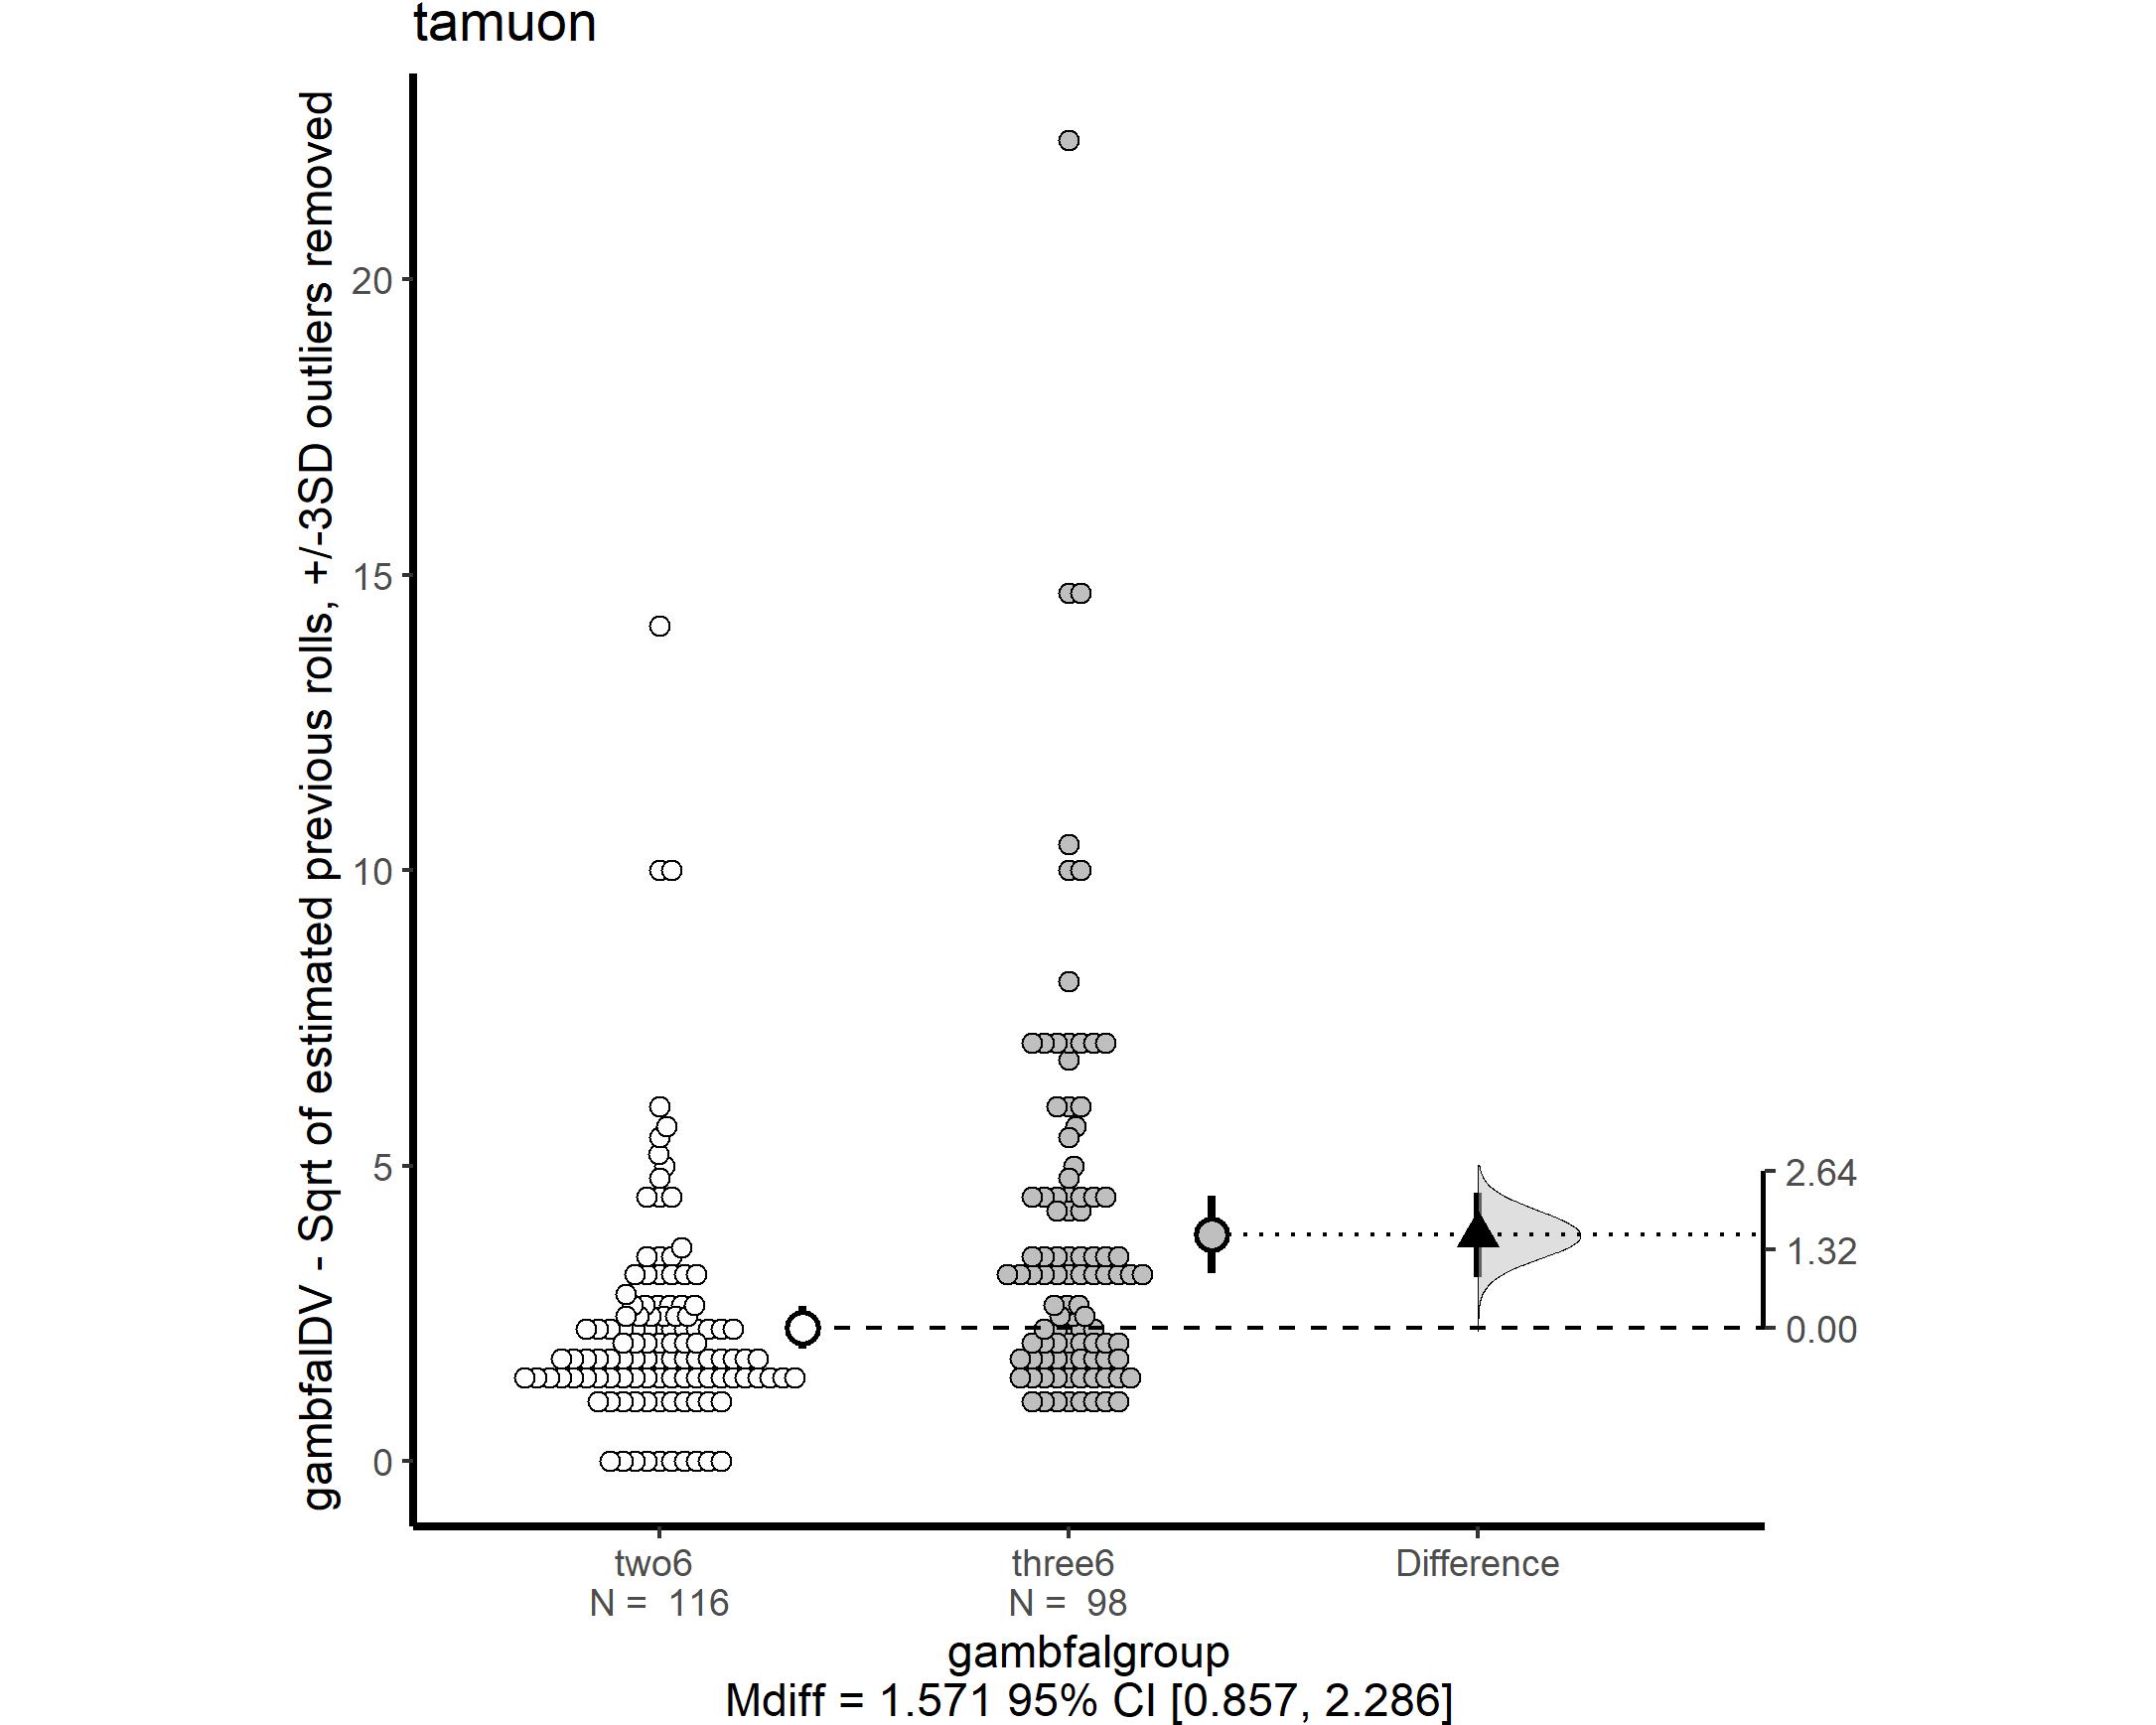 tamuon
gambfalDV - Sqrt of estimated previous rolls, +/-3SD outliers removed
20
15
10
5
0
2.64
1.32
0.00
two6
N =  116
three6
N =  98
Difference
gambfalgroup
Mdiff = 1.571 95% CI [0.857, 2.286]